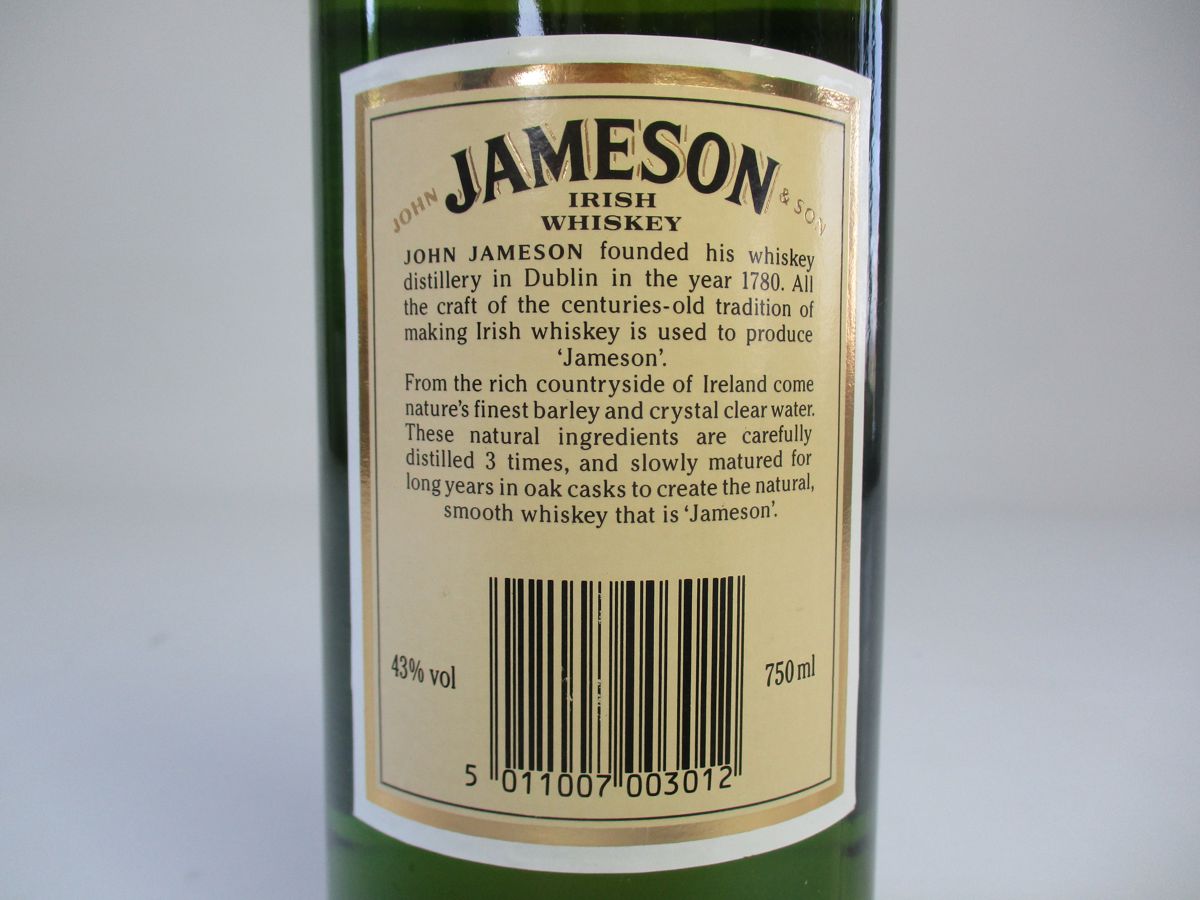 JAMESON
JOHN & SON
IRISH
WHISKEY
JOHN JAMESON founded his whiskey
distillery in Dublin in the year 1780. All
the craft of the centuries-old tradition of
making Irish whiskey is used to produce
‘Jameson’.
From the rich countryside of Ireland come
nature's finest barley and crystal clear water.
These natural ingredients are carefully
distilled 3 times, and slowly matured for
long years in oak casks to create the natural,
smooth whiskey that is ‘Jameson’.
43% vol
750 ml
5 011007 003012